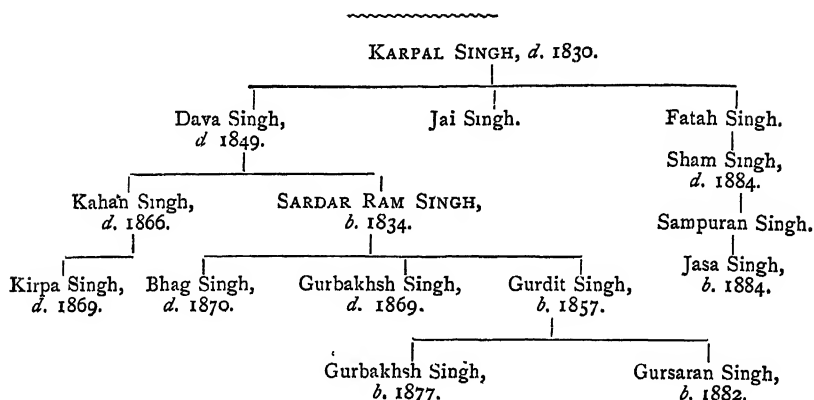 KARPAL SINGH, d. 1830.
Dava Singh, Jai Singh. Fatah Singh.
d 1849.
Sham Singh,
d. 1884.
Kahan Singh, SARDAR RAM SINGH,
d. 1866. b. 1834.
Sampuran Singh.
Jasa Singh,
b. 1884.
Kirpa Singh, Bhag Singh, Gurbakhsh Singh, Gurdit Singh,
d. 1869. d. 1870. d. 1869. b. 1857.
Gurbakhsh Singh, Gursaran Singh,
b. 1877. b. 1882.